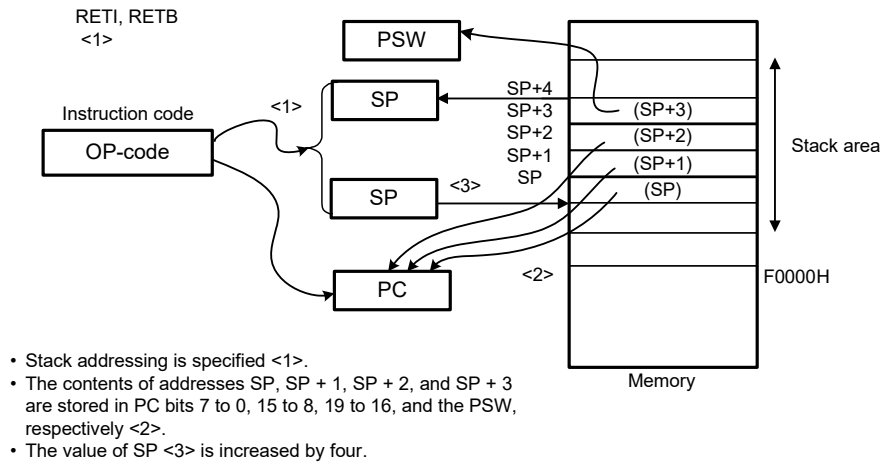 RETI, RETB
<1>
PSW
SP+4
SP
<1>
SP+3
(SP+3)
Instruction code
SP+2
(SP+2)
OP-code
Stack area
SP+1
(SP+1)
SP
<3>
SP
(SP)
<2>
F0000H
PC
• Stack addressing is specified <1>.
Memory
• The contents of addresses SP, SP + 1, SP + 2, and SP + 3
are stored in PC bits 7 to 0, 15 to 8, 19 to 16, and the PSW,
respectively <2>.
• The value of SP <3> is increased by four.